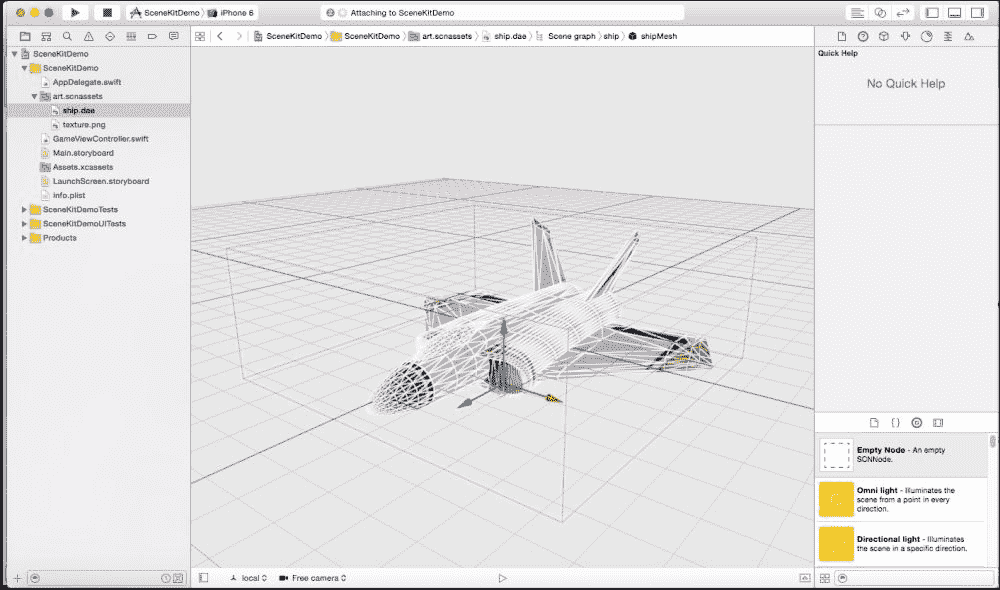 SceneKitDemo iPhone 6
Attaching to SceneKitDemo
SceneKitDemo SceneKitDemo art.scnassets ship.dae Scene graph ship shipMesh
SceneKitDemo
SceneKitDemo
AppDelegate.swift
art.scnassets
ship.dae
texture.png
GameViewController.swift
Main.storyboard
Assets.xcassets
LaunchScreen.storyboard
Info.plist
SceneKitDemoTests
SceneKitDemoUITests
Products
local Free camera
Quick Help
No Quick Help
Empty Node - An empty
SCNNode.
Omni light - Illuminates the
scene from a point in every
direction.
Directional light - Illuminates
the scene in a specific direction.